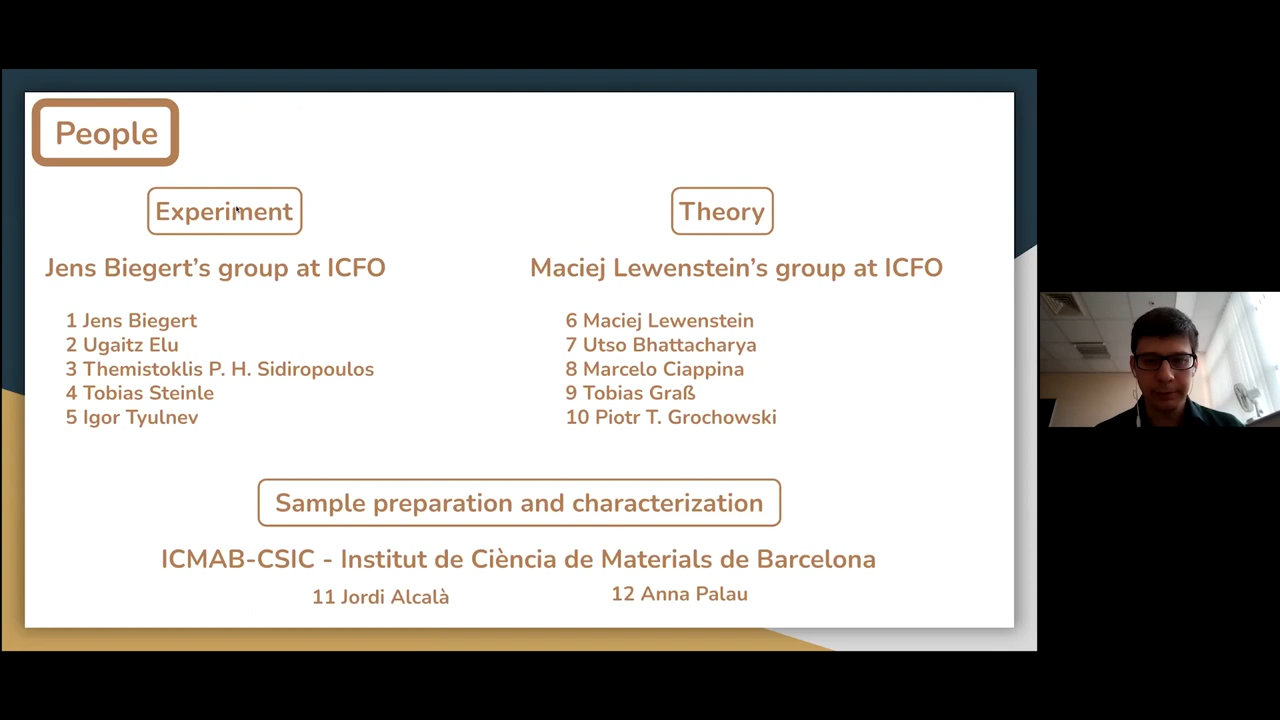 People
Experiment
Theory
Jens Biegert's group at ICFO
Maciej Lewenstein's group at ICFO
1 Jens Biegert
2 Ugaitz Elu
3 Themistoklis P. H. Sidiropoulos
4 Tobias Steinle
5 Igor Tyulnev
6 Maciej Lewenstein
7 Utso Bhattacharya
8 Marcelo Ciappina
9 Tobias Graß
10 Piotr T. Grochowski
Sample preparation and characterization
ICMAB-CSIC - Institut de Ciència de Materials de Barcelona
11 Jordi Alcalà
12 Anna Palau